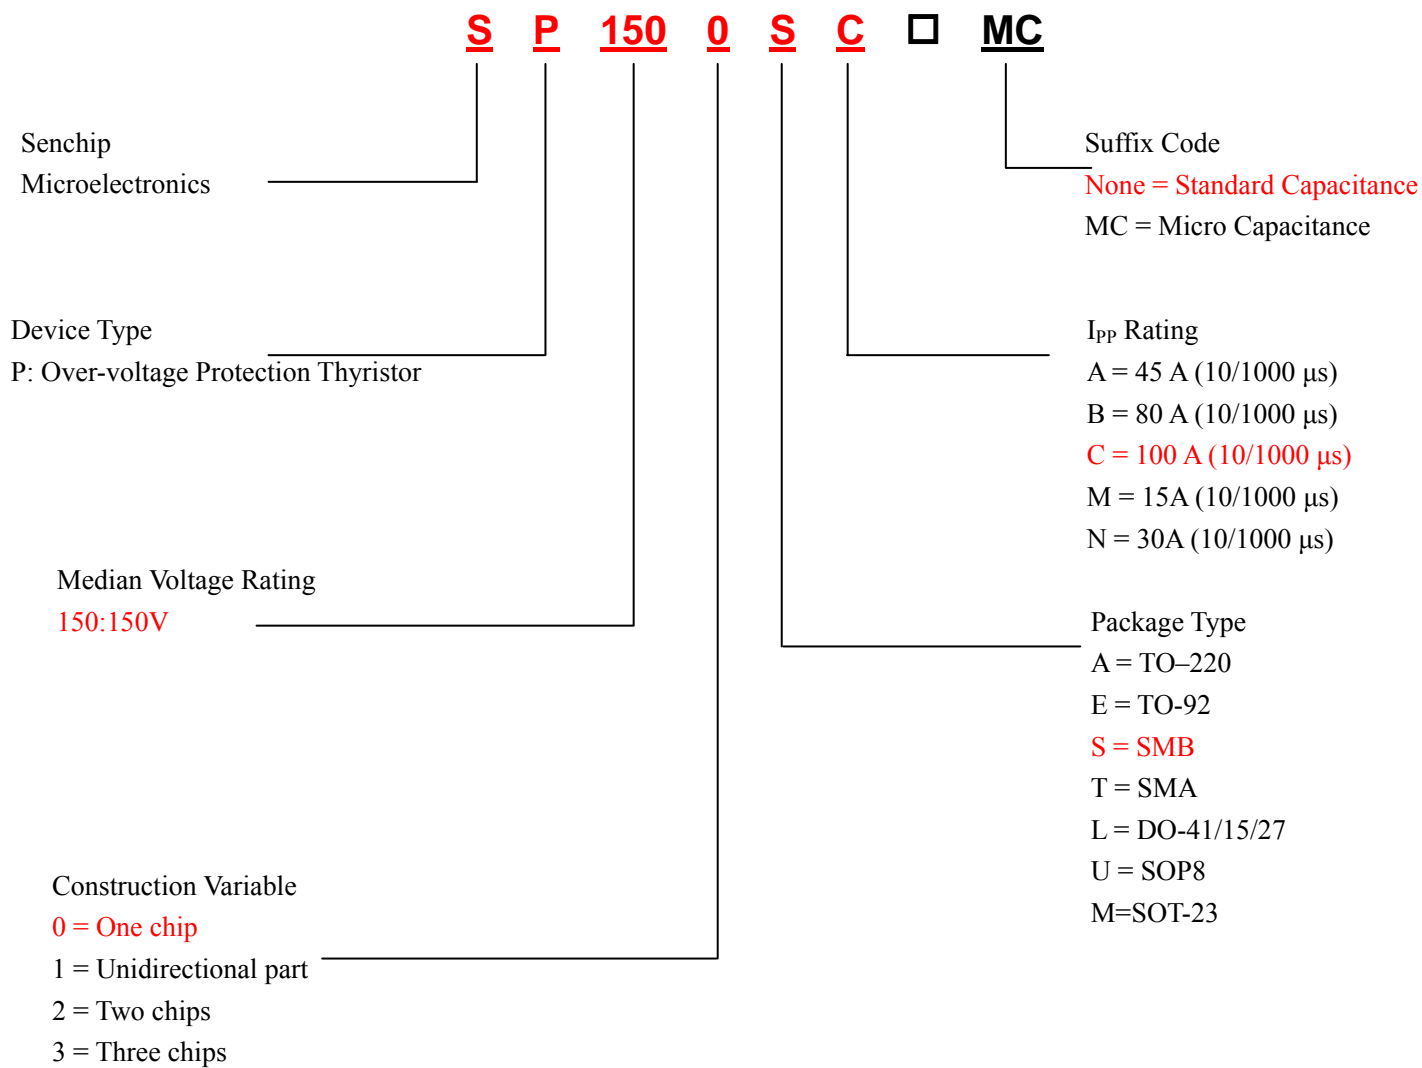 S P 150 0 S C □ MC
Senchip
Microelectronics
Device Type
P: Over-voltage Protection Thyristor
Median Voltage Rating
150:150V
Construction Variable
0 = One chip
1 = Unidirectional part
2 = Two chips
3 = Three chips
Suffix Code
None = Standard Capacitance
MC = Micro Capacitance
IPP Rating
A = 45 A (10/1000 μs)
B = 80 A (10/1000 μs)
C = 100 A (10/1000 μs)
M = 15A (10/1000 μs)
N = 30A (10/1000 μs)
Package Type
A = TO–220
E = TO-92
S = SMB
T = SMA
L = DO-41/15/27
U = SOP8
M=SOT-23